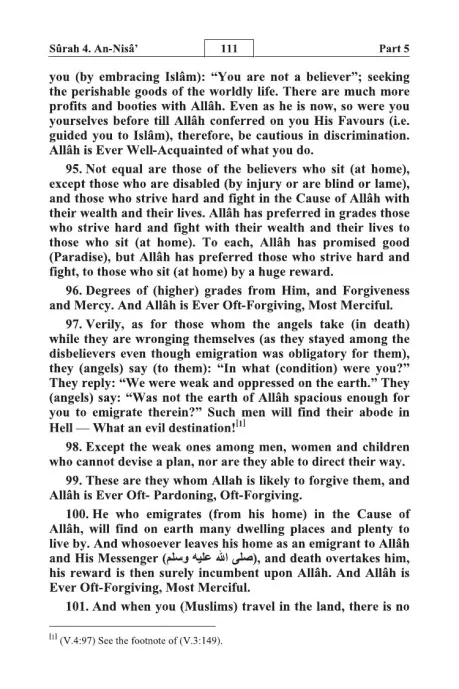 Sûrah 4. An-Nisâ’ 111 Part 5
you (by embracing Islâm): “You are not a believer”; seeking
the perishable goods of the worldly life. There are much more
profits and booties with Allâh. Even as he is now, so were you
yourselves before till Allâh conferred on you His Favours (i.e.
guided you to Islâm), therefore, be cautious in discrimination.
Allâh is Ever Well-Acquainted of what you do.
95. Not equal are those of the believers who sit (at home),
except those who are disabled (by injury or are blind or lame),
and those who strive hard and fight in the Cause of Allâh with
their wealth and their lives. Allâh has preferred in grades those
who strive hard and fight with their wealth and their lives to
those who sit (at home). To each, Allâh has promised good
(Paradise), but Allâh has preferred those who strive hard and
fight, to those who sit (at home) by a huge reward.
96. Degrees of (higher) grades from Him, and Forgiveness
and Mercy. And Allâh is Ever Oft-Forgiving, Most Merciful.
97. Verily, as for those whom the angels take (in death)
while they are wronging themselves (as they stayed among the
disbelievers even though emigration was obligatory for them),
they (angels) say (to them): “In what (condition) were you?”
They reply: “We were weak and oppressed on the earth.” They
(angels) say: “Was not the earth of Allâh spacious enough for
you to emigrate therein?” Such men will find their abode in
Hell — What an evil destination![1]
98. Except the weak ones among men, women and children
who cannot devise a plan, nor are they able to direct their way.
99. These are they whom Allah is likely to forgive them, and
Allâh is Ever Oft- Pardoning, Oft-Forgiving.
100. He who emigrates (from his home) in the Cause of
Allâh, will find on earth many dwelling places and plenty to
live by. And whosoever leaves his home as an emigrant to Allâh
and His Messenger (صلى الله عليه وسلم), and death overtakes him,
his reward is then surely incumbent upon Allâh. And Allâh is
Ever Oft-Forgiving, Most Merciful.
101. And when you (Muslims) travel in the land, there is no
[1] (V.4:97) See the footnote of (V.3:149).